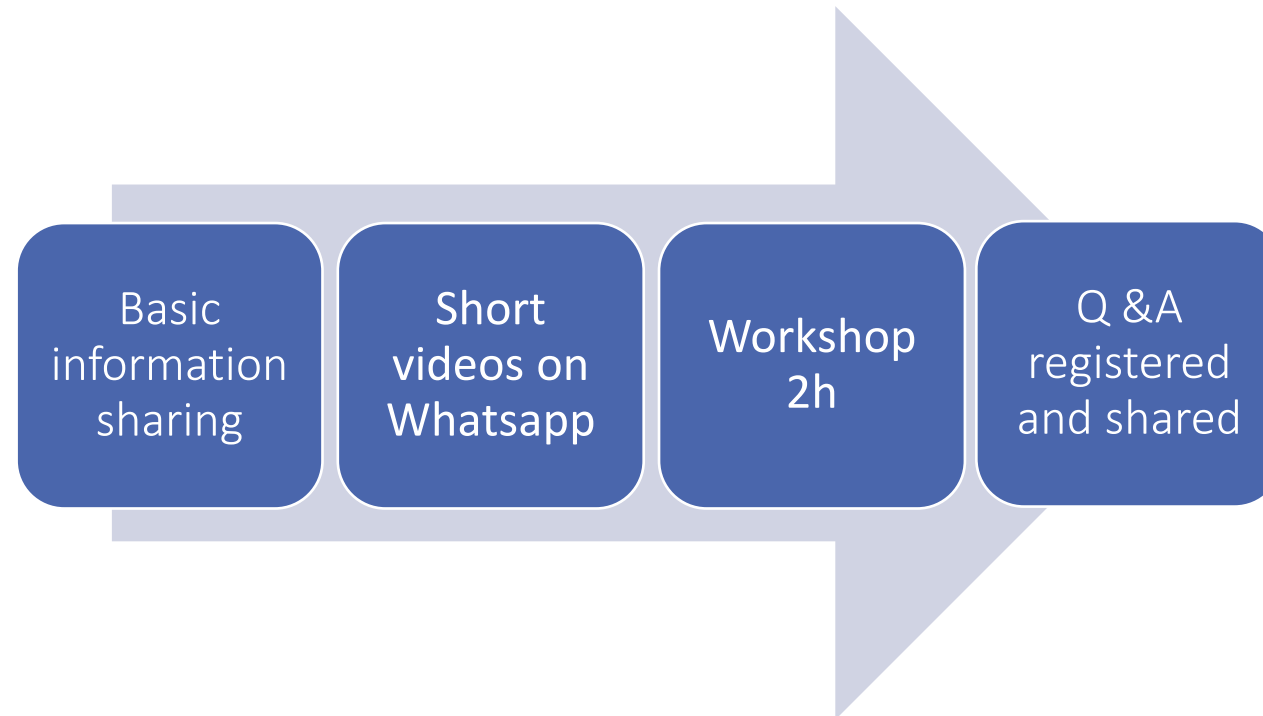 Basic
information
sharing
Short
videos on
Whatsapp
Workshop
2h
Q &A
registered
and shared